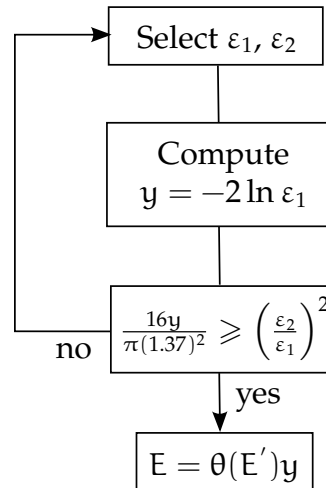 Select ε₁, ε₂
Compute
y = −2 ln ε₁
16y / π(1.37)² ⩾ (ε₂ / ε₁)²
no
yes
E = θ(E′)y